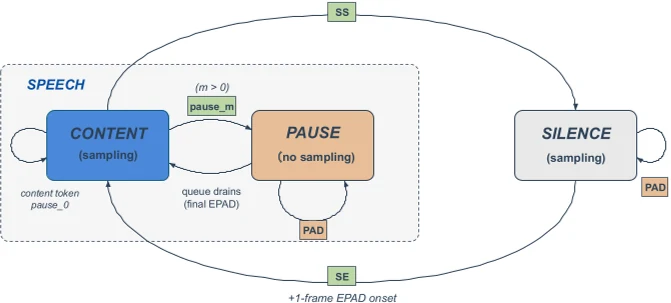 SS
SPEECH
(m > 0)
pause_m
CONTENT
(sampling)
PAUSE
(no sampling)
SILENCE
(sampling)
content token
pause_0
queue drains
(final EPAD)
PAD
PAD
SE
+1-frame EPAD onset